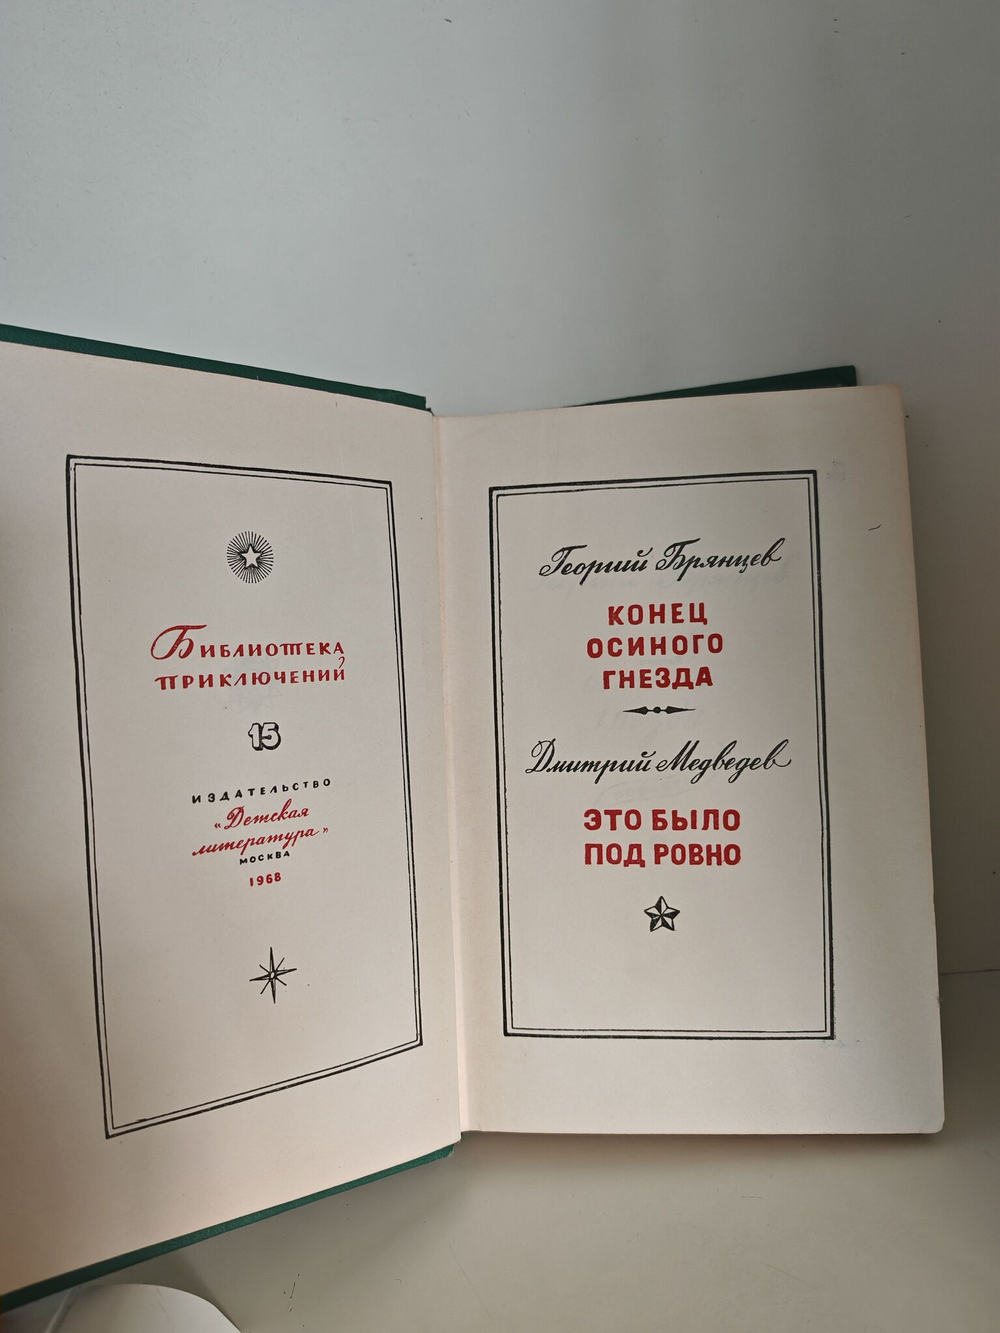 Библиотека
приключений
15
ИЗДАТЕЛЬСТВО
«Детская
литература»
МОСКВА
1968
Георгий Брянцев
КОНЕЦ
ОСИНОГО
ГНЕЗДА
Дмитрий Медведев
ЭТО БЫЛО
ПОД РОВНО